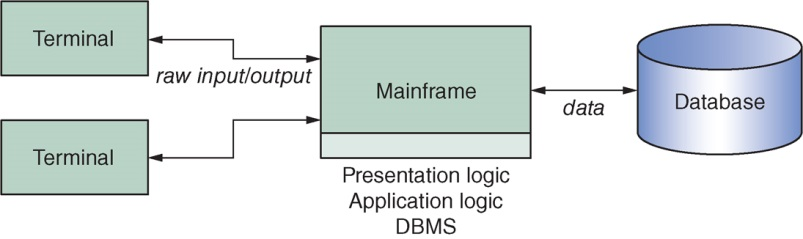 Terminal
raw input/output
Terminal
Mainframe
Presentation logic
Application logic
DBMS
data
Database